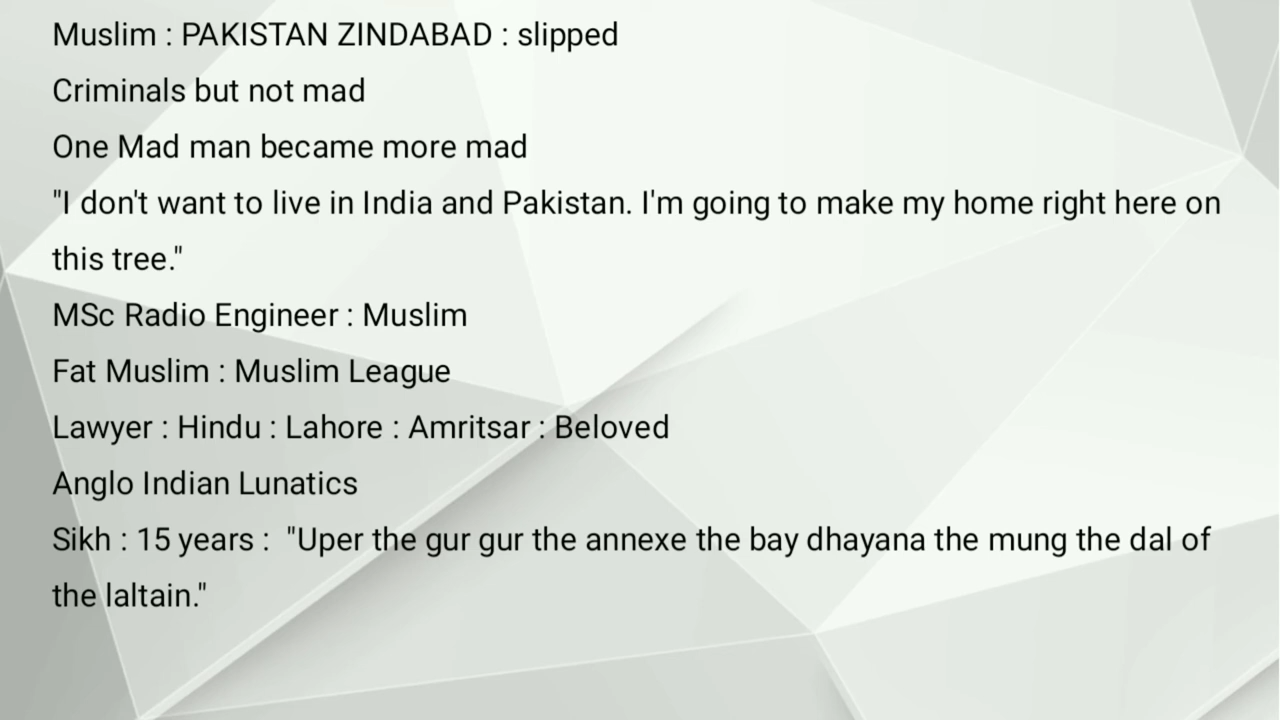 Muslim : PAKISTAN ZINDABAD : slipped
Criminals but not mad
One Mad man became more mad
"I don't want to live in India and Pakistan. I'm going to make my home right here on
this tree."
MSc Radio Engineer : Muslim
Fat Muslim : Muslim League
Lawyer : Hindu : Lahore : Amritsar : Beloved
Anglo Indian Lunatics
Sikh : 15 years :  "Uper the gur gur the annexe the bay dhayana the mung the dal of
the laltain."